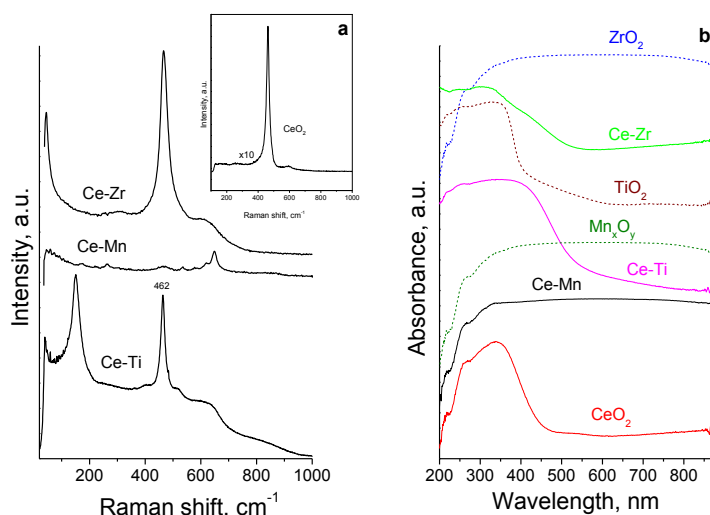 a
Intensity, a.u.
CeO2
x10
200 400 600 800 1000
Raman shift, cm-1
Ce-Zr
Ce-Mn
462
Ce-Ti
Intensity, a.u.
200 400 600 800 1000
Raman shift, cm-1
b
ZrO2
Ce-Zr
TiO2
MnxOy
Ce-Ti
Ce-Mn
CeO2
Absorbance, a.u.
200 300 400 500 600 700 800
Wavelength, nm